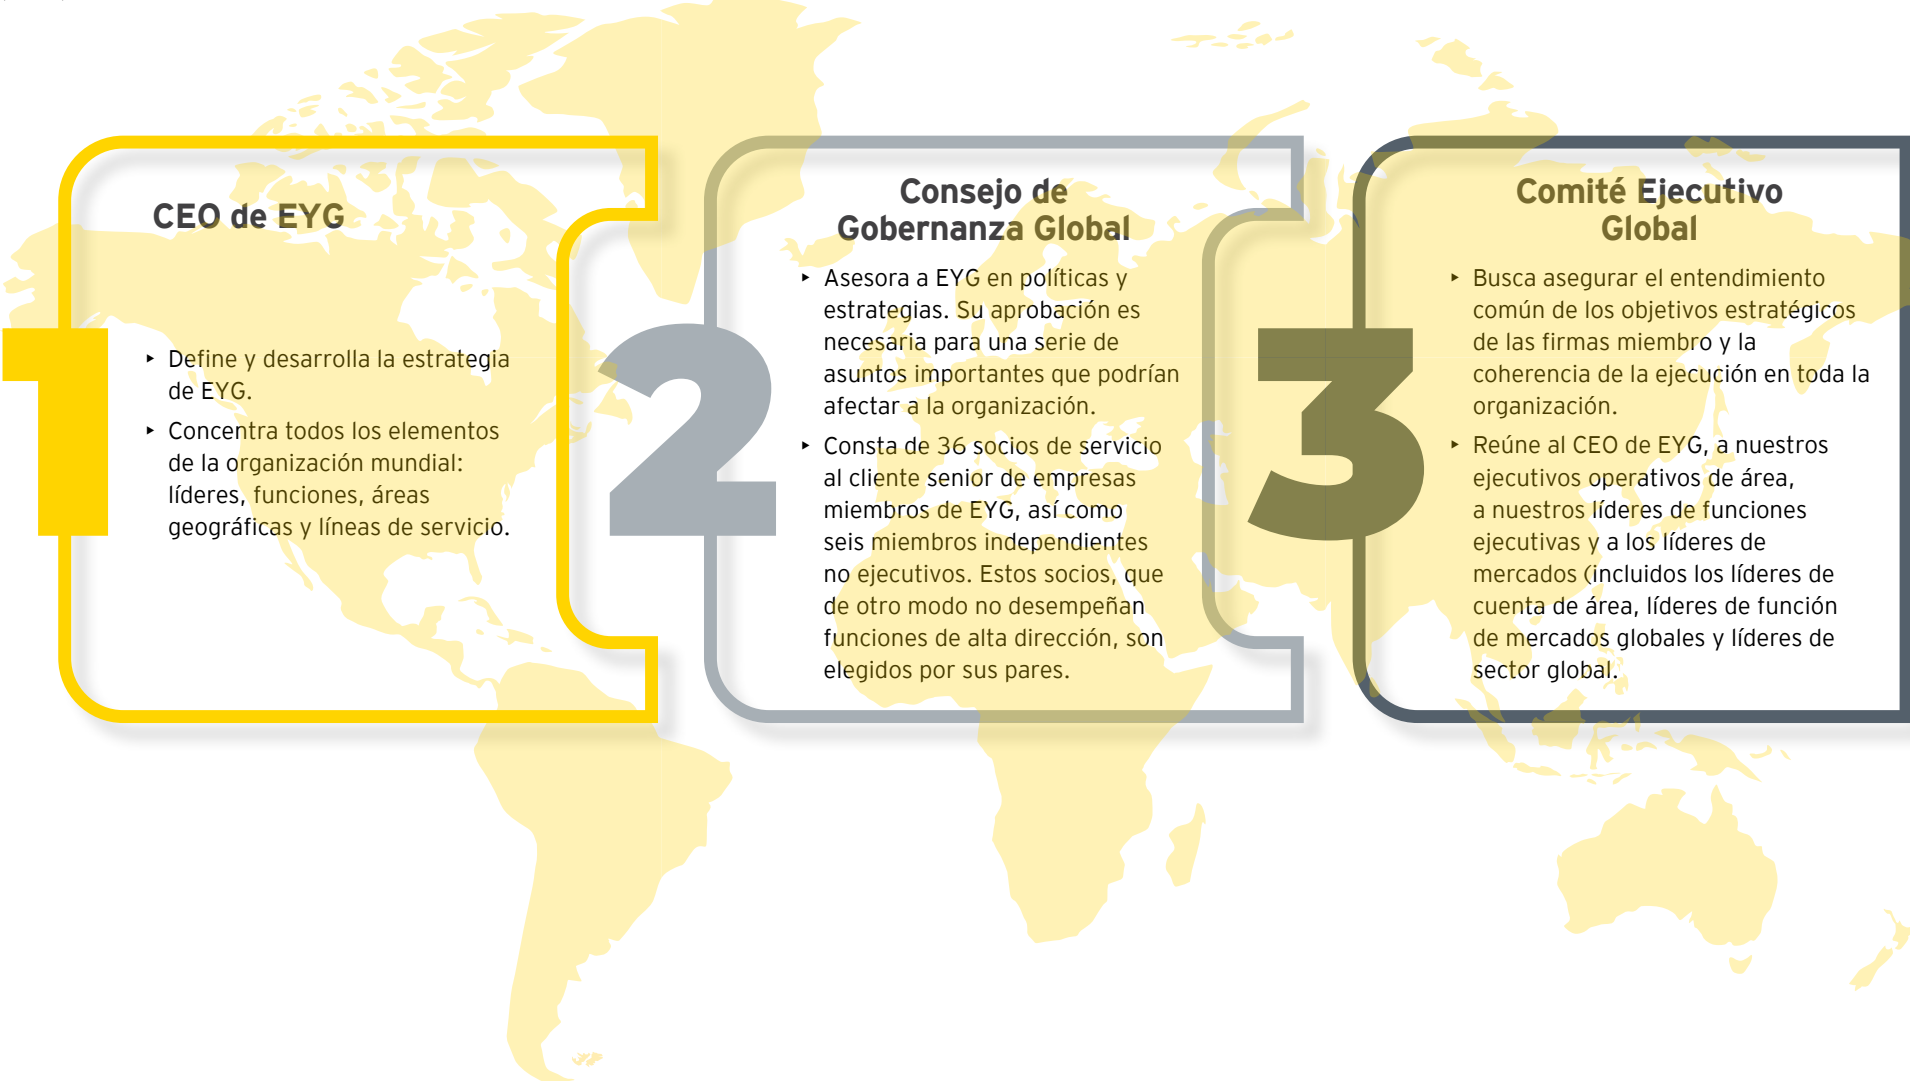 1
CEO de EYG
‣ Define y desarrolla la estrategia
de EYG.
‣ Concentra todos los elementos
de la organización mundial:
líderes, funciones, áreas
geográficas y líneas de servicio.
2
Consejo de
Gobernanza Global
‣ Asesora a EYG en políticas y
estrategias. Su aprobación es
necesaria para una serie de
asuntos importantes que podrían
afectar a la organización.
‣ Consta de 36 socios de servicio
al cliente senior de empresas
miembros de EYG, así como
seis miembros independientes
no ejecutivos. Estos socios, que
de otro modo no desempeñan
funciones de alta dirección, son
elegidos por sus pares.
3
Comité Ejecutivo
Global
‣ Busca asegurar el entendimiento
común de los objetivos estratégicos
de las firmas miembro y la
coherencia de la ejecución en toda la
organización.
‣ Reúne al CEO de EYG, a nuestros
ejecutivos operativos de área,
a nuestros líderes de funciones
ejecutivas y a los líderes de
mercados (incluidos los líderes de
cuenta de área, líderes de función
de mercados globales y líderes de
sector global.